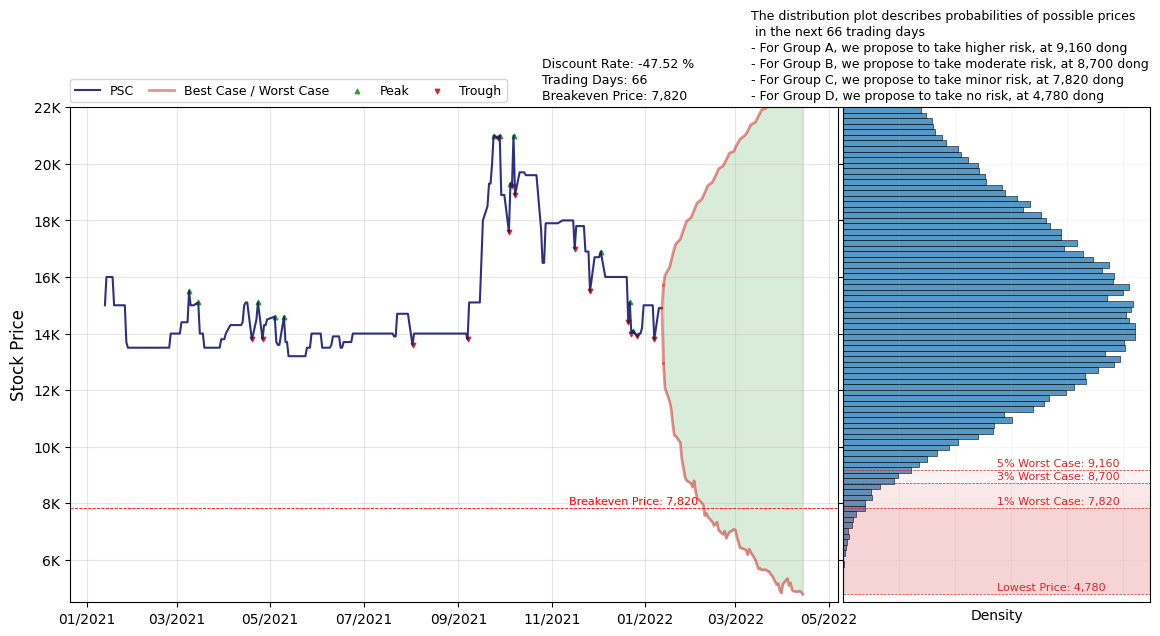 The distribution plot describes probabilities of possible prices
in the next 66 trading days
- For Group A, we propose to take higher risk, at 9,160 dong
- For Group B, we propose to take moderate risk, at 8,700 dong
- For Group C, we propose to take minor risk, at 7,820 dong
- For Group D, we propose to take no risk, at 4,780 dong
Discount Rate: -47.52 %
Trading Days: 66
Breakeven Price: 7,820
PSC
Best Case / Worst Case
Peak
Trough
Stock Price
22K
20K
18K
16K
14K
12K
10K
8K
6K
Breakeven Price: 7,820
01/2021
03/2021
05/2021
07/2021
09/2021
11/2021
01/2022
03/2022
05/2022
5% Worst Case: 9,160
3% Worst Case: 8,700
1% Worst Case: 7,820
Lowest Price: 4,780
Density